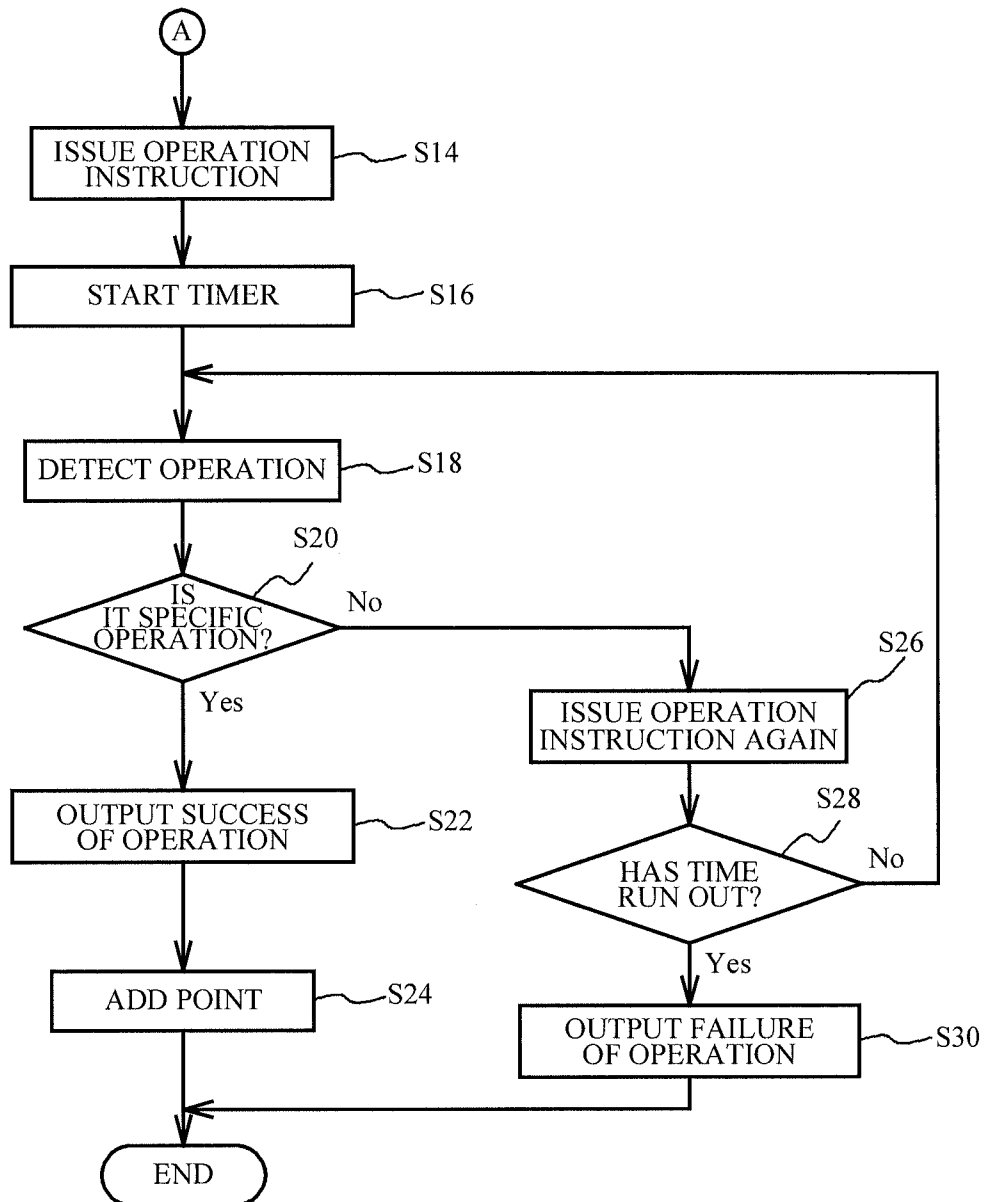 A
ISSUE OPERATION
INSTRUCTION
S14
START TIMER
S16
DETECT OPERATION
S18
S20
IS
IT SPECIFIC
OPERATION?
No
Yes
S26
ISSUE OPERATION
INSTRUCTION AGAIN
OUTPUT SUCCESS
OF OPERATION
S22
S28
HAS TIME
RUN OUT?
No
Yes
ADD POINT
S24
OUTPUT FAILURE
OF OPERATION
S30
END